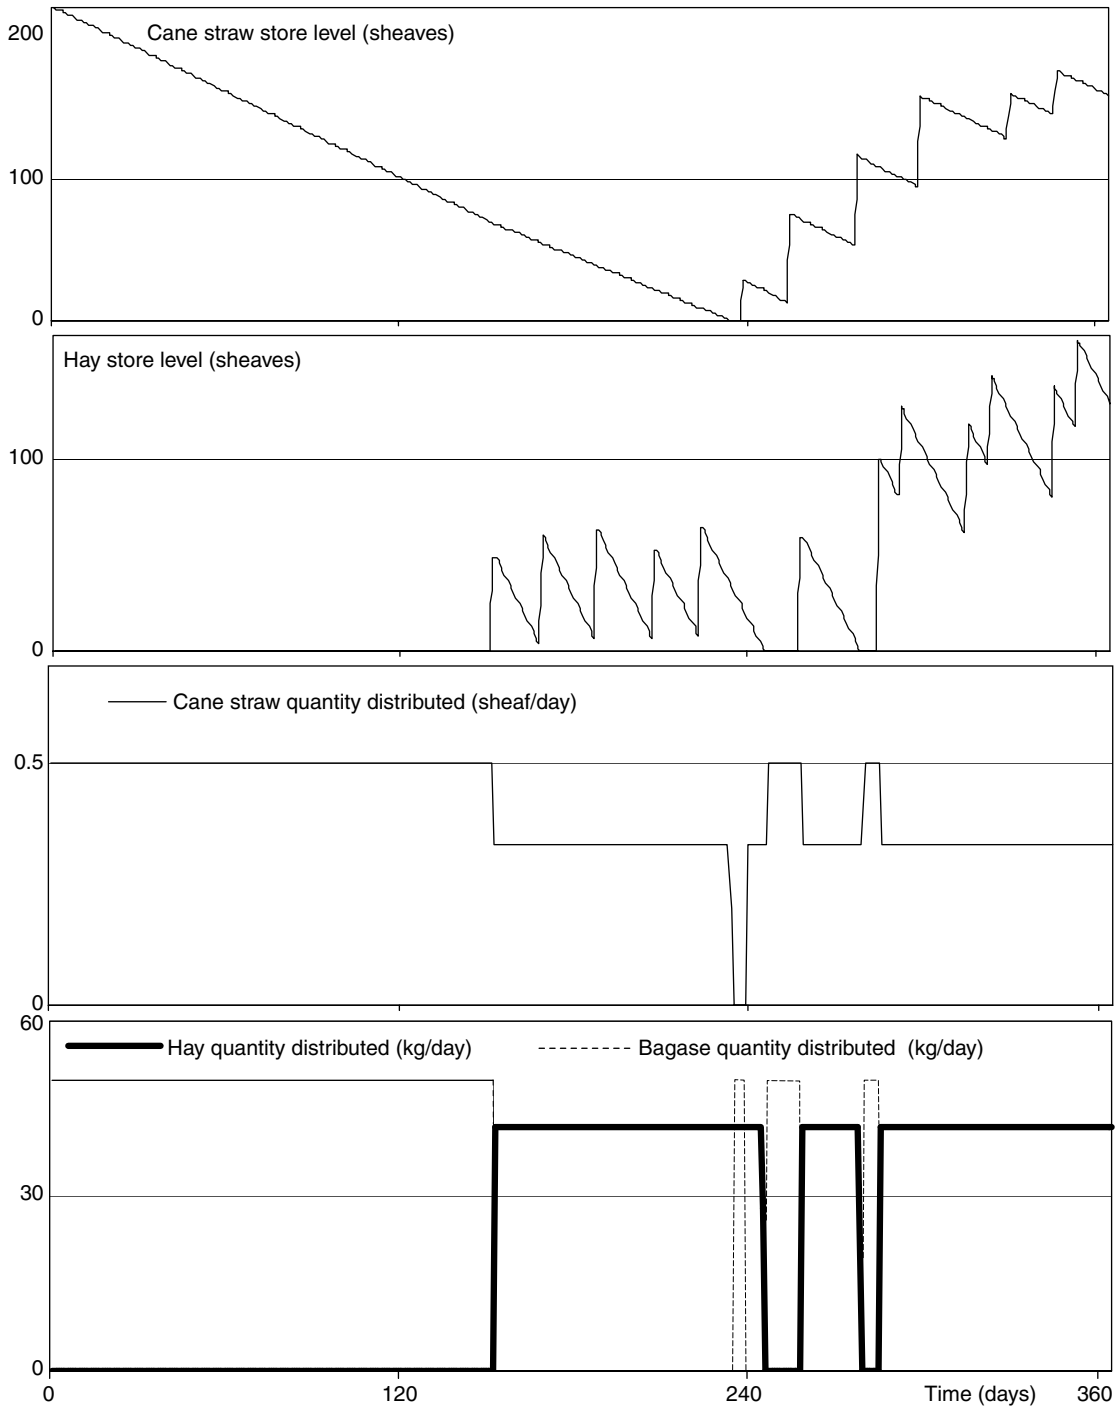 200
Cane straw store level (sheaves)
100
0
Hay store level (sheaves)
100
0
Cane straw quantity distributed (sheaf/day)
0.5
0
60
Hay quantity distributed (kg/day)
Bagase quantity distributed (kg/day)
30
0
0 120 240 Time (days) 360